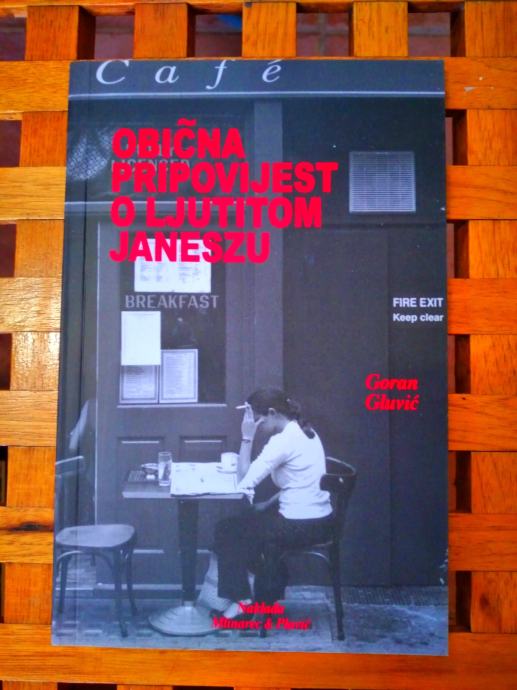 Café
OBIČNA
PRIPOVIJEST
O LJUTITOM
JANESZU
BREAKFAST
FIRE EXIT
Keep clear
Goran
Gluvić
Naklada
Mlinarec & Plavić